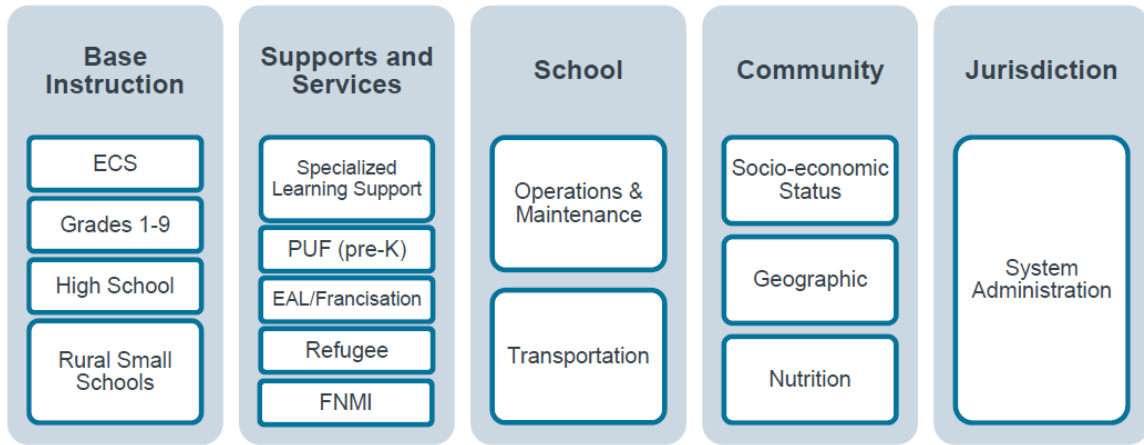 Base
Instruction
ECS
Grades 1-9
High School
Rural Small
Schools
Supports and
Services
Specialized
Learning Support
PUF (pre-K)
EAL/Francisation
Refugee
FNMI
School
Operations &
Maintenance
Transportation
Community
Socio-economic
Status
Geographic
Nutrition
Jurisdiction
System
Administration